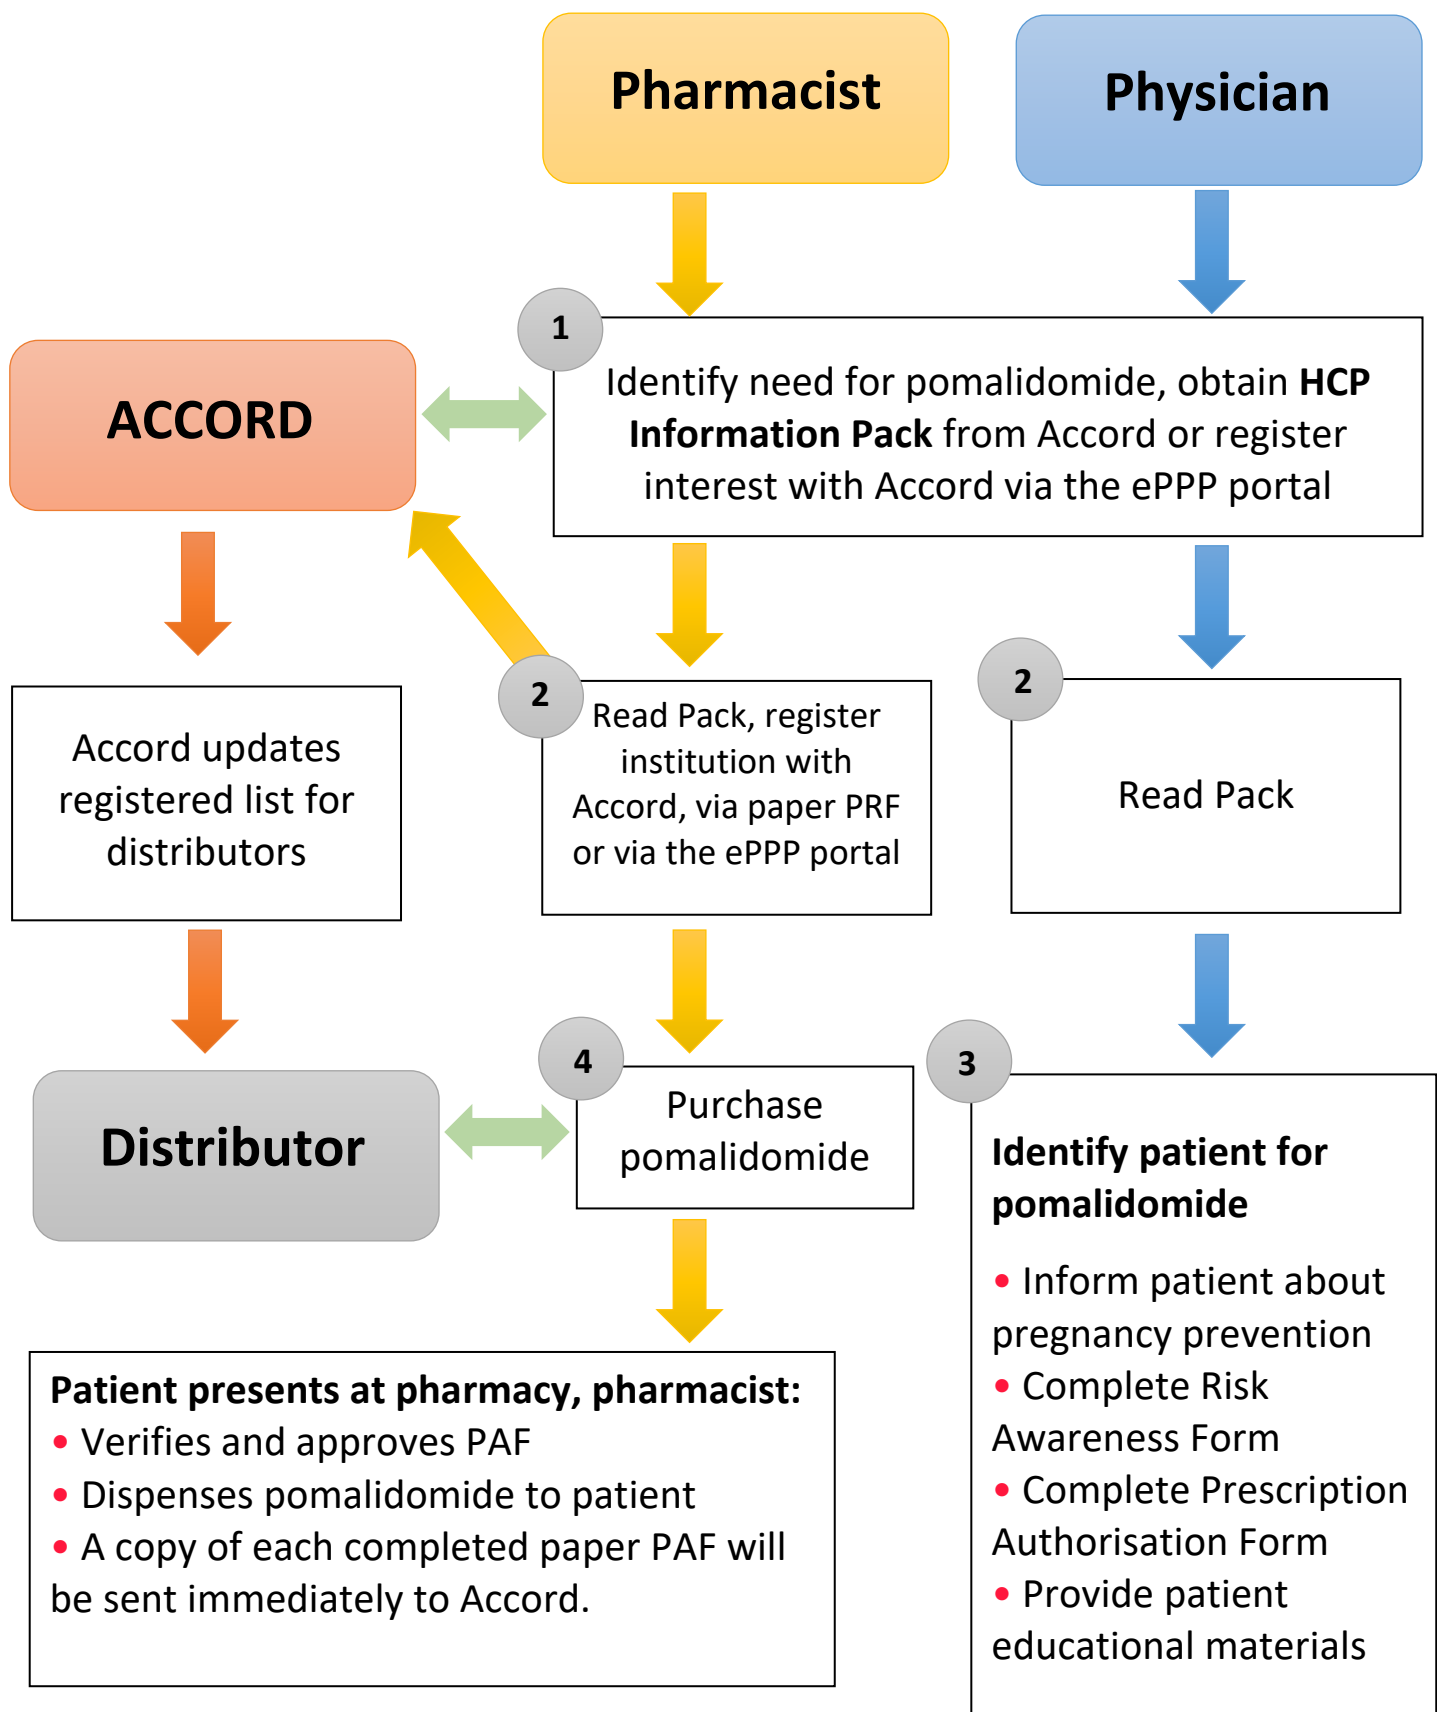 Pharmacist
Physician
1
Identify need for pomalidomide, obtain HCP
Information Pack from Accord or register
interest with Accord via the ePPP portal
ACCORD
2
Read Pack, register
institution with
Accord, via paper PRF
or via the ePPP portal
2
Read Pack
Accord updates
registered list for
distributors
4
Purchase
pomalidomide
Distributor
3
Identify patient for
pomalidomide
• Inform patient about
pregnancy prevention
• Complete Risk
Awareness Form
• Complete Prescription
Authorisation Form
• Provide patient
educational materials
Patient presents at pharmacy, pharmacist:
• Verifies and approves PAF
• Dispenses pomalidomide to patient
• A copy of each completed paper PAF will
be sent immediately to Accord.